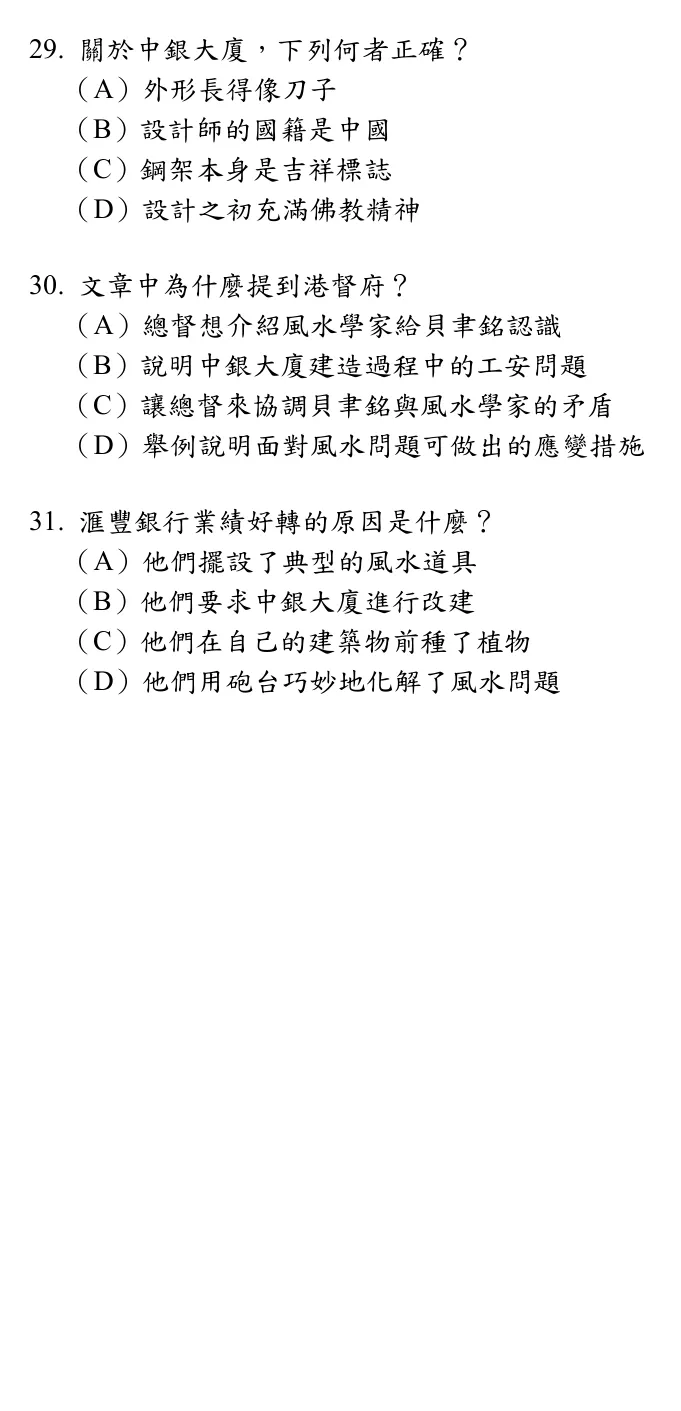 29. 關於中銀大廈，下列何者正確？
（A）外形長得像刀子
（B）設計師的國籍是中國
（C）鋼架本身是吉祥標誌
（D）設計之初充滿佛教精神
30. 文章中為什麼提到港督府？
（A）總督想介紹風水學家給貝聿銘認識
（B）說明中銀大廈建造過程中的工安問題
（C）讓總督來協調貝聿銘與風水學家的矛盾
（D）舉例說明面對風水問題可做出的應變措施
31. 滙豐銀行業績好轉的原因是什麼？
（A）他們擺設了典型的風水道具
（B）他們要求中銀大廈進行改建
（C）他們在自己的建築物前種了植物
（D）他們用砲台巧妙地化解了風水問題